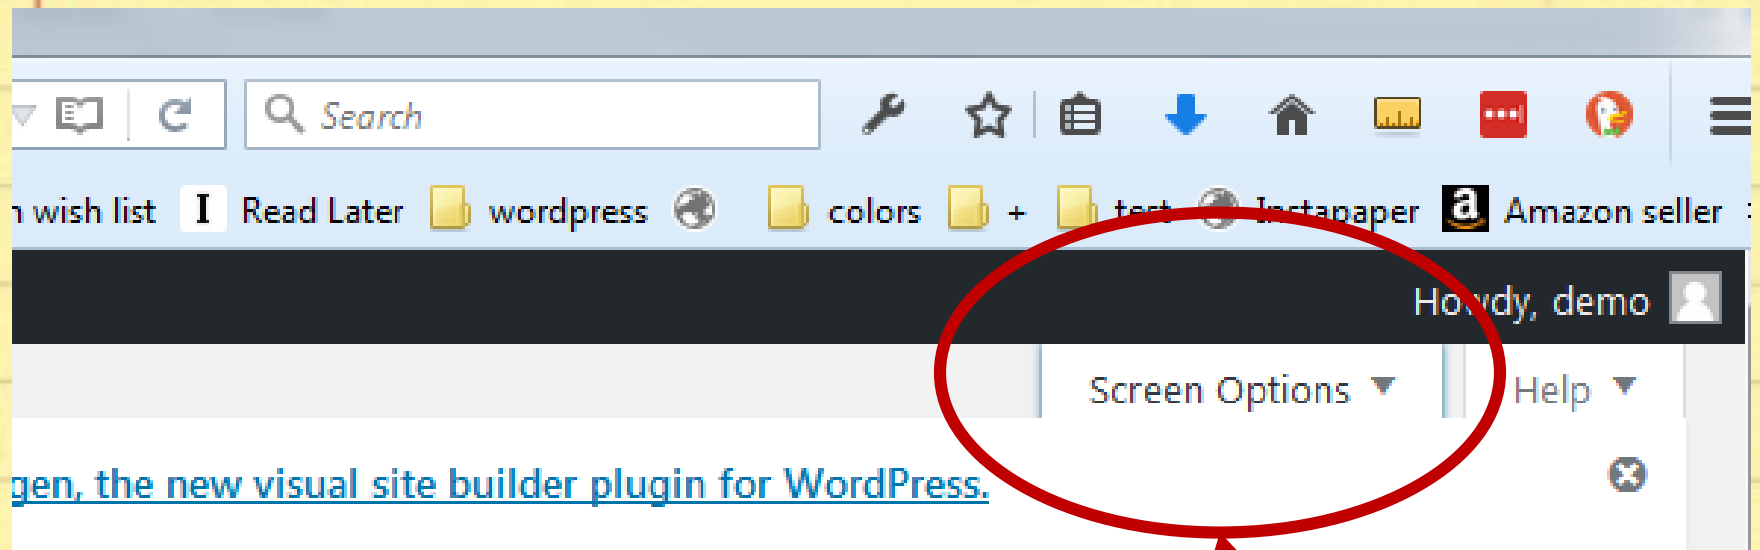 Search
wish list I Read Later wordpress colors + test Instapaper a Amazon seller
Howdy, demo
Screen Options Help
gen, the new visual site builder plugin for WordPress.